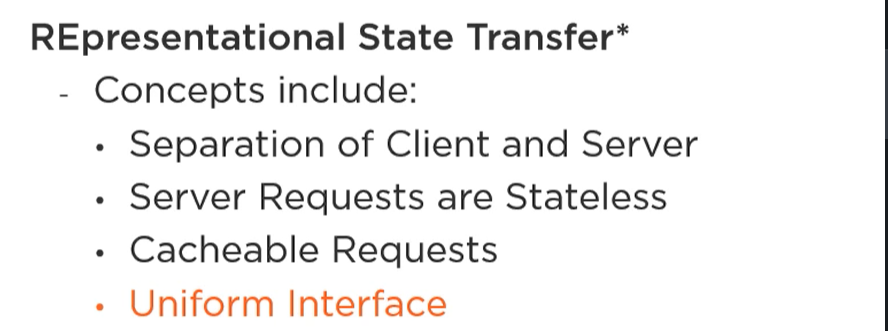 REpresentational State Transfer*
- Concepts include:
• Separation of Client and Server
• Server Requests are Stateless
• Cacheable Requests
• Uniform Interface